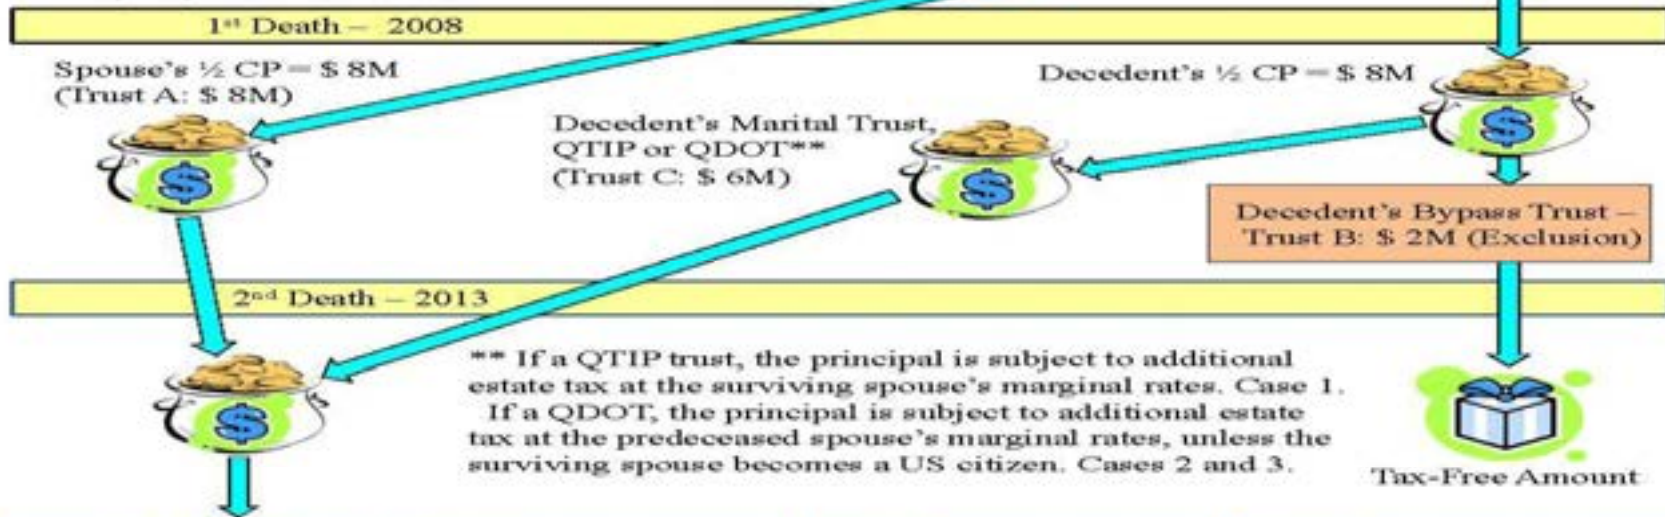 1st Death – 2008
Spouse's ½ CP = $ 8M
(Trust A: $ 8M)
Decedent's ½ CP = $ 8M
Decedent's Marital Trust,
QTIP or QDOT**
(Trust C: $ 6M)
$
$
$
Decedent's Bypass Trust –
Trust B: $ 2M (Exclusion)
2nd Death – 2013
** If a QTIP trust, the principal is subject to additional
estate tax at the surviving spouse's marginal rates. Case 1.
If a QDOT, the principal is subject to additional estate
tax at the predeceased spouse's marginal rates, unless the
surviving spouse becomes a US citizen. Cases 2 and 3.
$
Tax-Free Amount